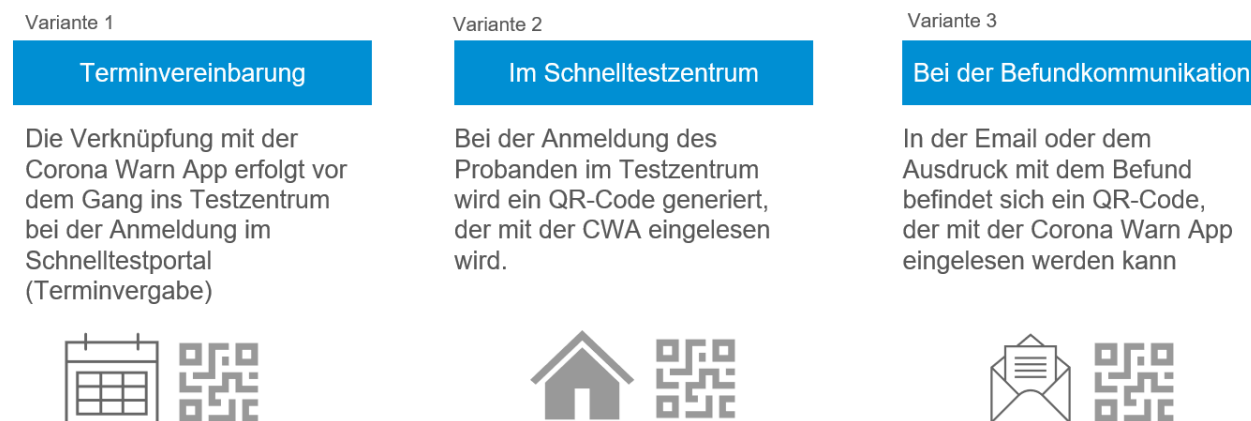 Variante 1
Terminvereinbarung
Die Verknüpfung mit der
Corona Warn App erfolgt vor
dem Gang ins Testzentrum
bei der Anmeldung im
Schnelltestportal
(Terminvergabe)
Variante 2
Im Schnelltestzentrum
Bei der Anmeldung des
Probanden im Testzentrum
wird ein QR-Code generiert,
der mit der CWA eingelesen
wird.
Variante 3
Bei der Befundkommunikation
In der Email oder dem
Ausdruck mit dem Befund
befindet sich ein QR-Code,
der mit der Corona Warn App
eingelesen werden kann